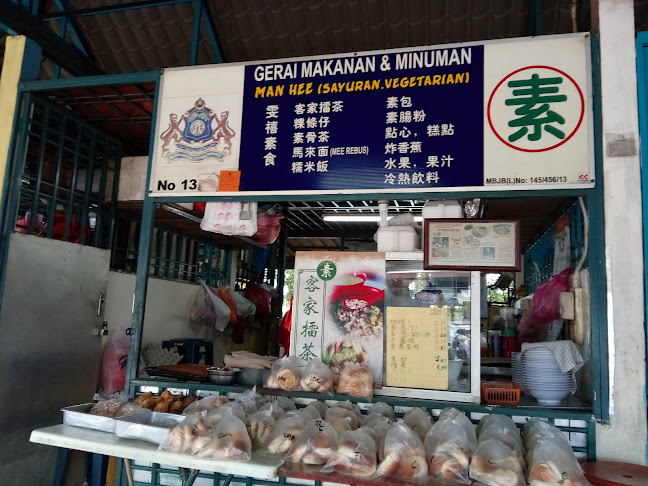 GERAI MAKANAN & MINUMAN
MAN HEE (SAYURAN.VEGETARIAN)
雯禧素食
客家擂茶
粿條仔
素骨茶
馬來面(MEE REBUS)
糯米飯
素包
素腸粉
點心，糕點
炸香蕉
水果，果汁
冷熱飲料
素
No 13
MBJB(L)No: 145/456/13
素
客家擂茶